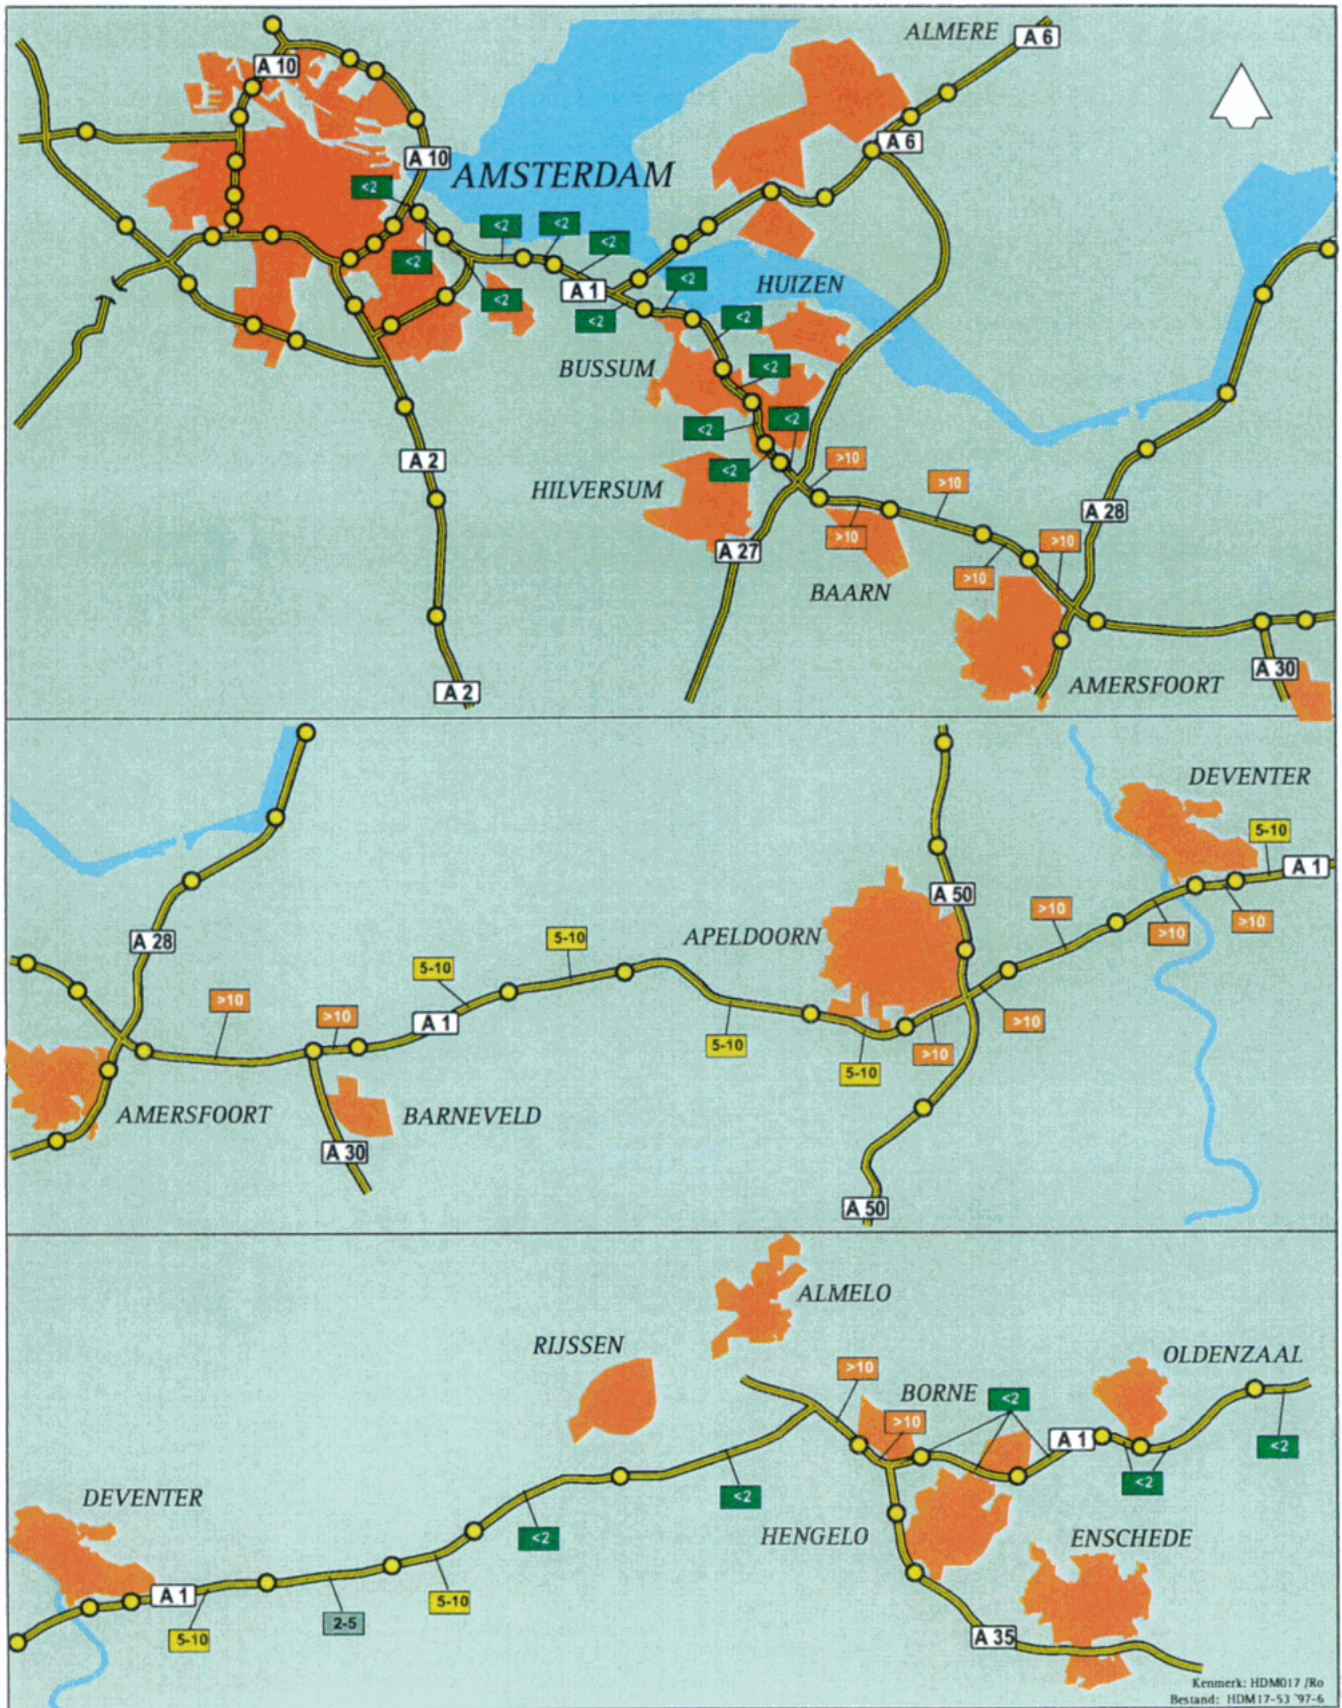 ALMERE
A 6
A 10
A 6
A 10
AMSTERDAM
<2
<2
<2
<2
<2
<2
HUIZEN
<2
A 1
<2
<2
<2
BUSSUM
<2
<2
<2
A 2
>10
<2
HILVERSUM
>10
A 28
>10
>10
A 27
>10
BAARN
A 30
AMERSFOORT
A 2
DEVENTER
5-10
A 1
A 50
>10
>10
>10
APELDOORN
5-10
A 28
5-10
>10
>10
A 1
>10
5-10
>10
5-10
AMERSFOORT
BARNEVELD
A 30
A 50
ALMELO
RIJSSEN
OLDENZAAL
>10
BORNE
<2
>10
A 1
<2
<2
<2
DEVENTER
<2
HENGELO
ENSCHEDE
A 1
5-10
2-5
5-10
A 35
Kenmerk: HDM017 /Ro
Bestand: HDM17-53 '97-6